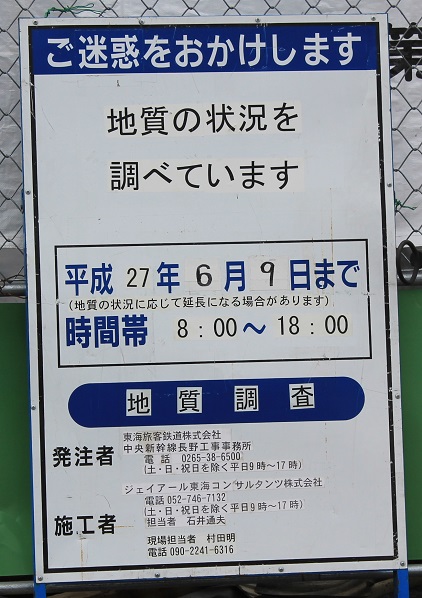 ご迷惑をおかけします
第
地質の状況を
調べています
平成 27 年 6 月 9 日まで
(地質の状況に応じて延長になる場合があります)
時間帯 8:00～18:00
地質調査
発注者
東海旅客鉄道株式会社
中央新幹線長野工事事務所
電話 0265-38-6500
(土・日・祝日を除く平日9時～17時)
施工者
ジェイアール東海コンサルタンツ株式会社
電話 052-746-7132
(土・日・祝日を除く平日9時～17時)
担当者 石井通夫
現場担当者 村田明
電話 090-2241-6316